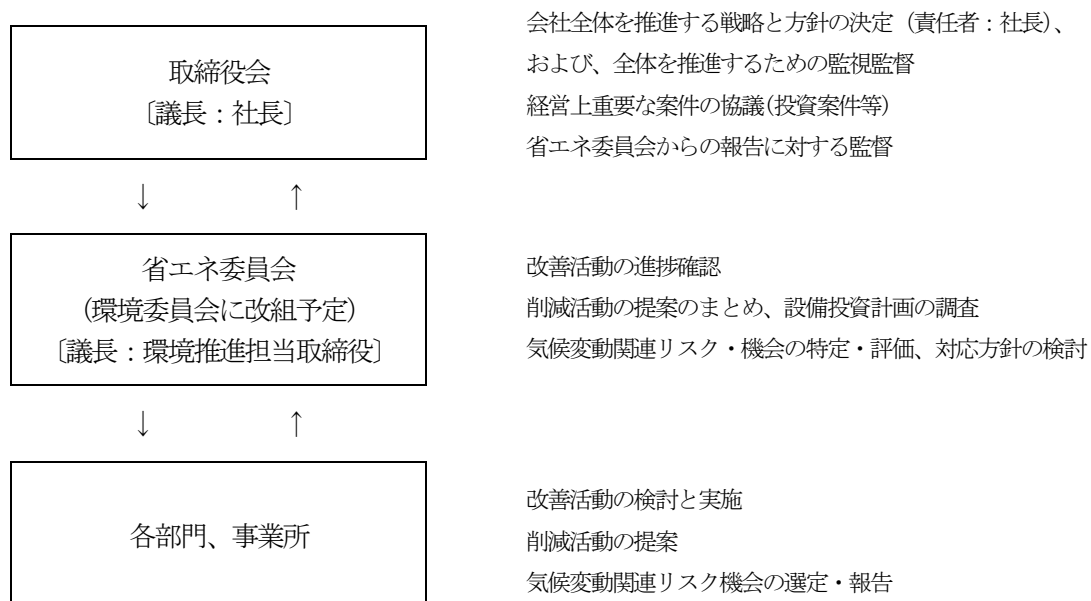 取締役会
〔議長：社長〕
会社全体を推進する戦略と方針の決定（責任者：社長）、
および、全体を推進するための監視監督
経営上重要な案件の協議(投資案件等)
省エネ委員会からの報告に対する監督
↓ ↑
省エネ委員会
(環境委員会に改組予定)
〔議長：環境推進担当取締役〕
改善活動の進捗確認
削減活動の提案のまとめ、設備投資計画の調査
気候変動関連リスク・機会の特定・評価、対応方針の検討
↓ ↑
各部門、事業所
改善活動の検討と実施
削減活動の提案
気候変動関連リスク機会の選定・報告